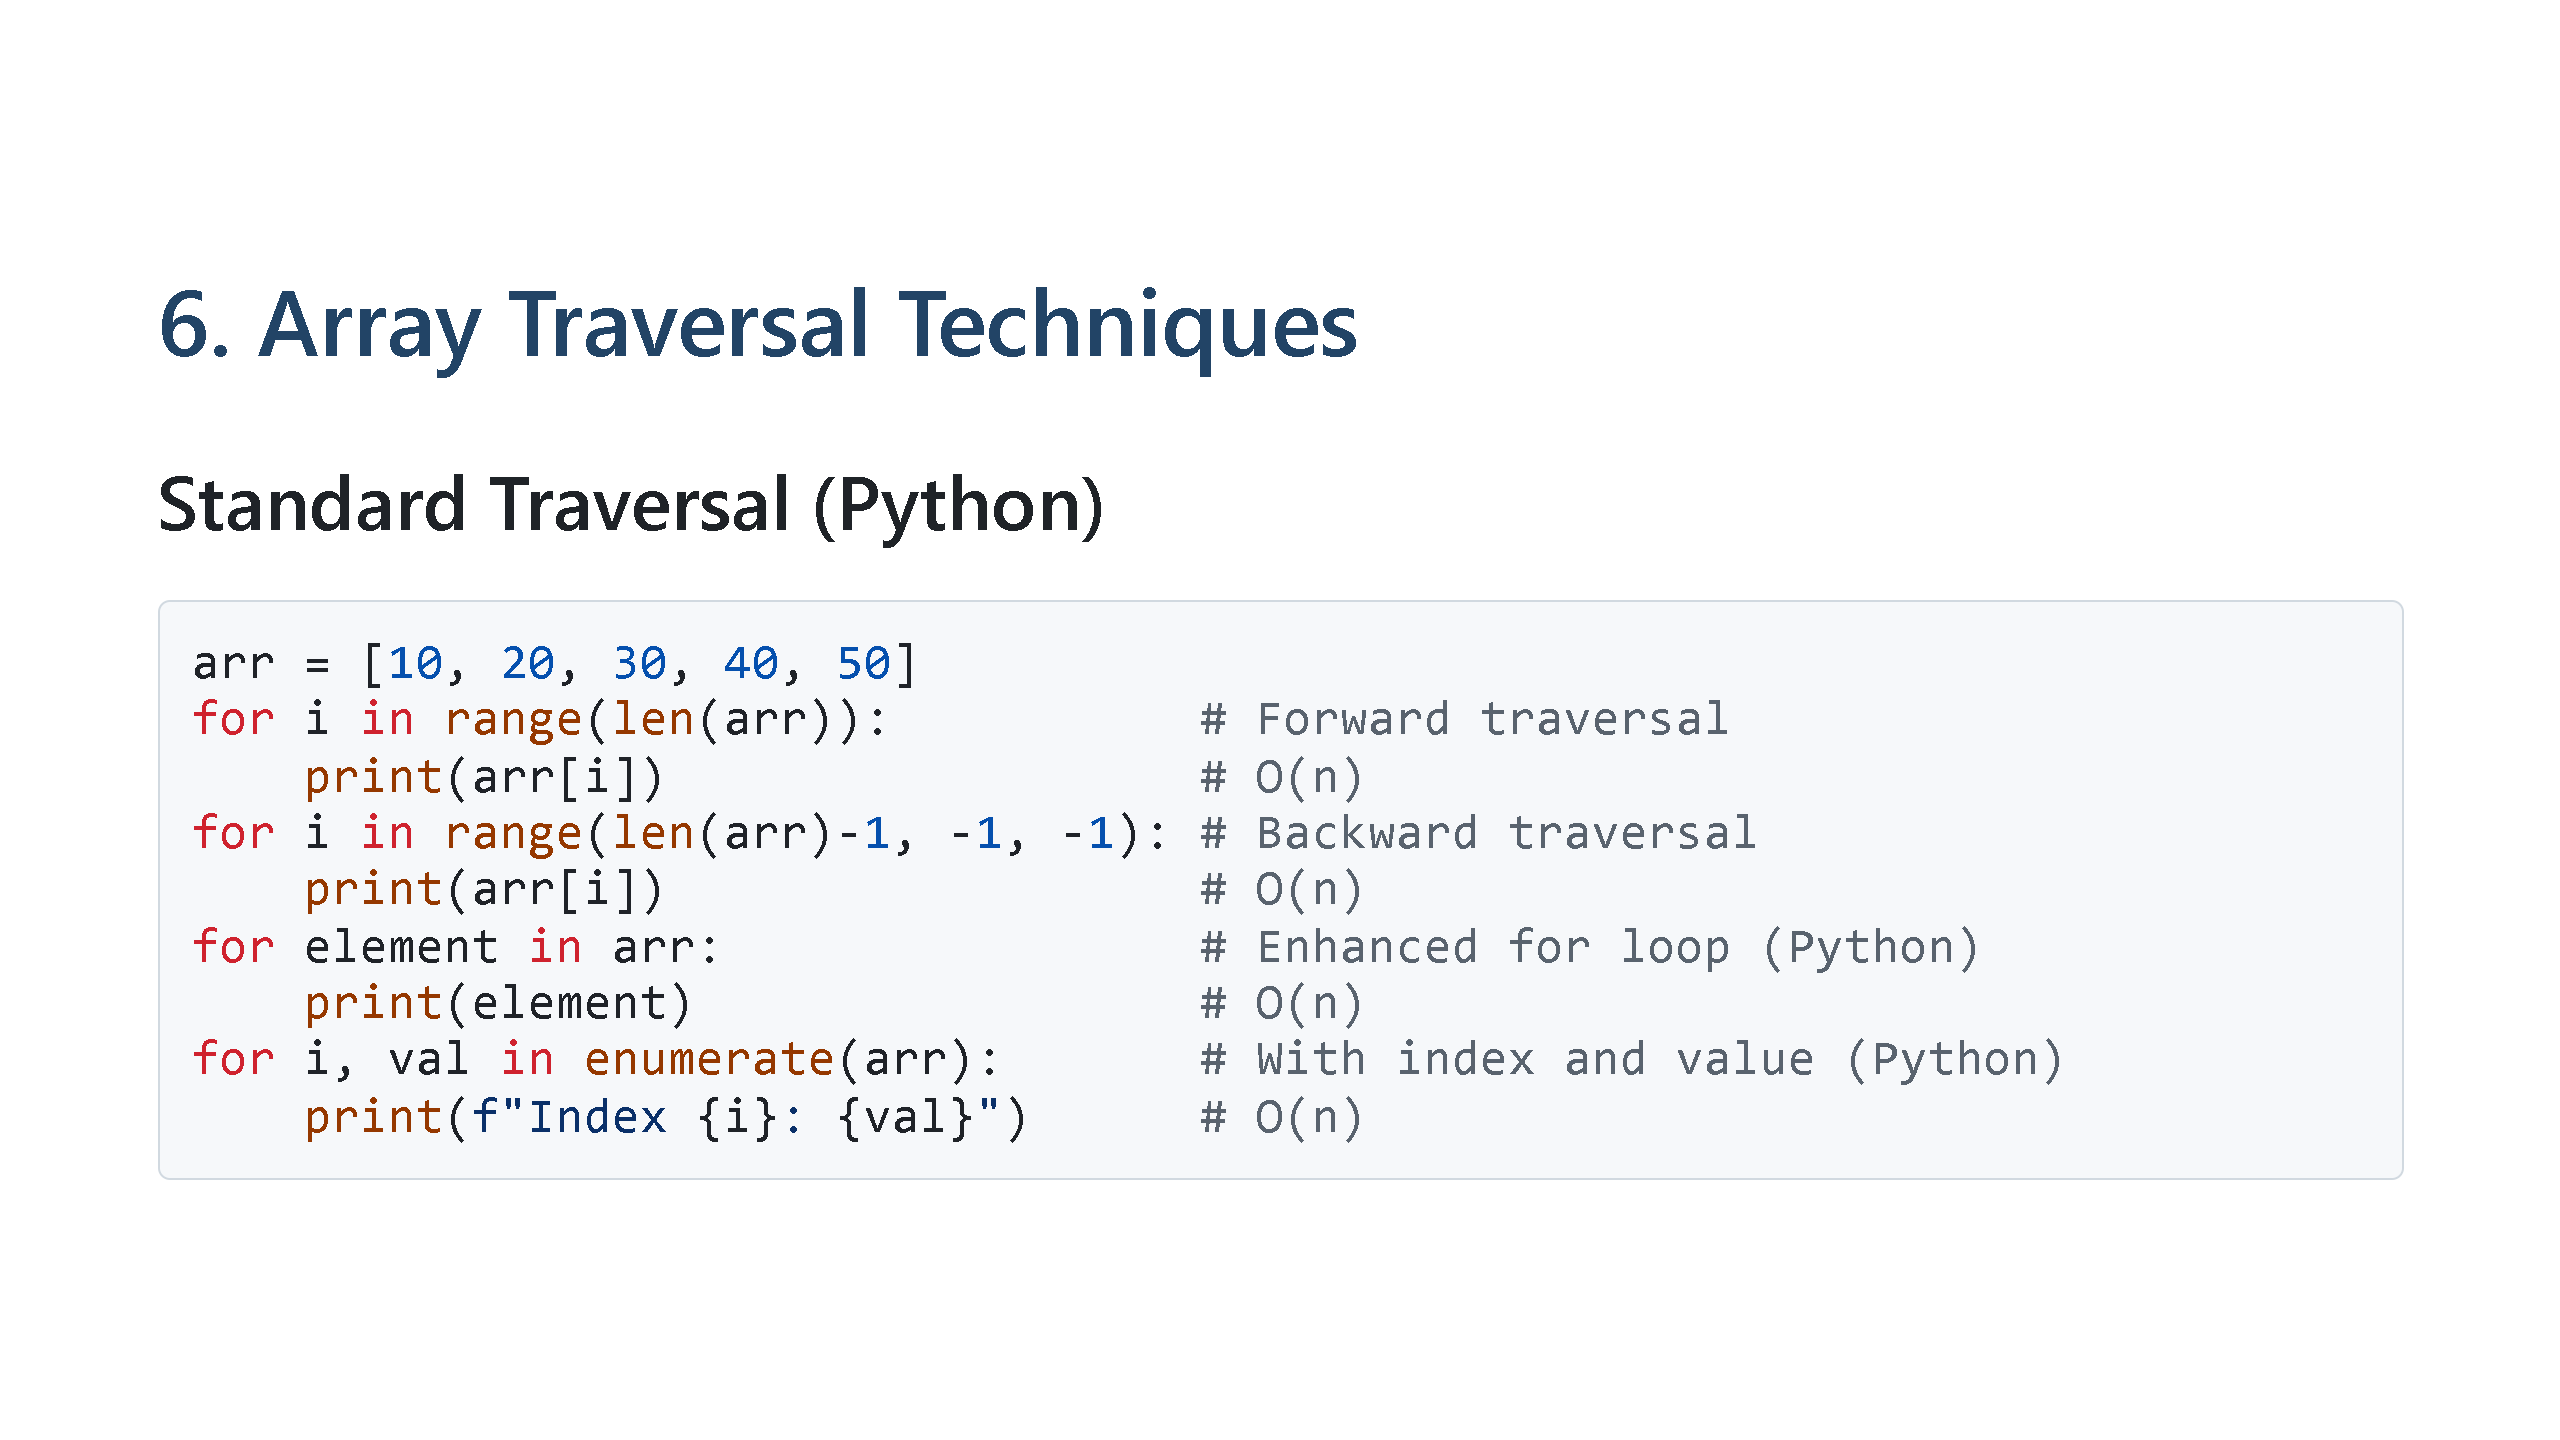 6. Array Traversal Techniques
Standard Traversal (Python)
arr = [10, 20, 30, 40, 50]
for i in range(len(arr)):           # Forward traversal
    print(arr[i])                   # O(n)
for i in range(len(arr)-1, -1, -1): # Backward traversal
    print(arr[i])                   # O(n)
for element in arr:                 # Enhanced for loop (Python)
    print(element)                  # O(n)
for i, val in enumerate(arr):       # With index and value (Python)
    print(f"Index {i}: {val}")      # O(n)